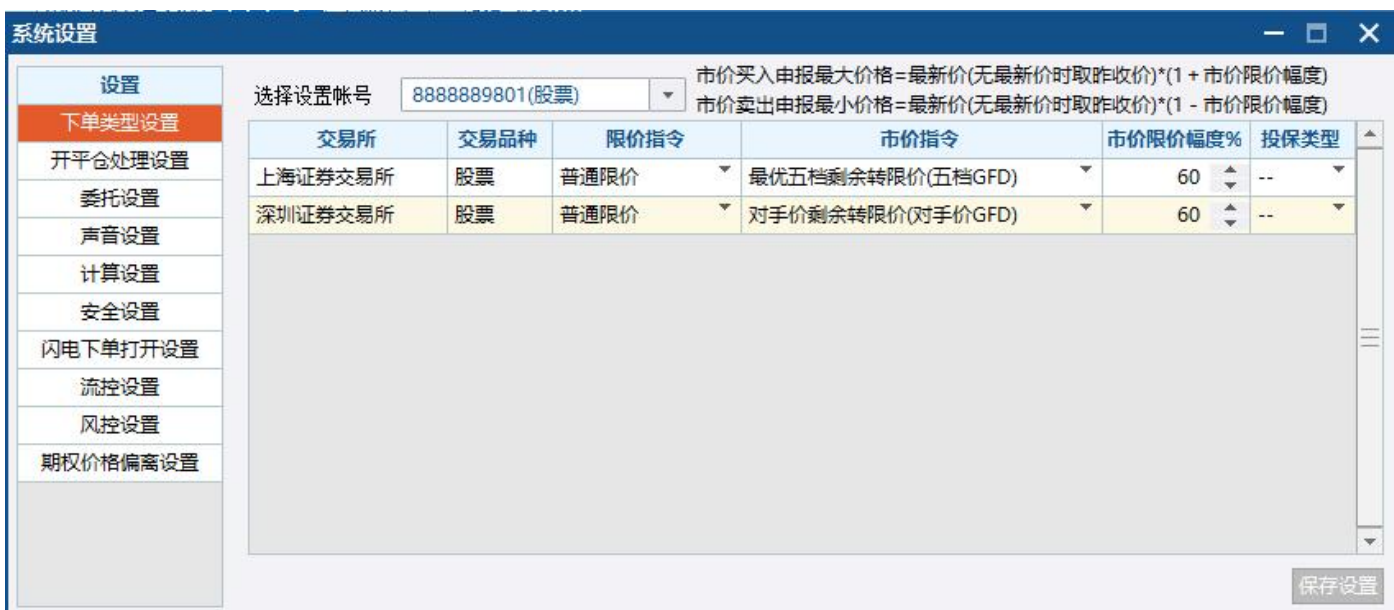 系统设置
设置
下单类型设置
开平仓处理设置
委托设置
声音设置
计算设置
安全设置
闪电下单打开设置
流控设置
风控设置
期权价格偏离设置
选择设置帐号 8888889801(股票)
市价买入申报最大价格=最新价(无最新价时取昨收价)*(1 + 市价限价幅度)
市价卖出申报最小价格=最新价(无最新价时取昨收价)*(1 - 市价限价幅度)
交易所 交易品种 限价指令 市价指令 市价限价幅度% 投保类型
上海证券交易所 股票 普通限价 最优五档剩余转限价(五档GFD) 60 --
深圳证券交易所 股票 普通限价 对手价剩余转限价(对手价GFD) 60 --
保存设置